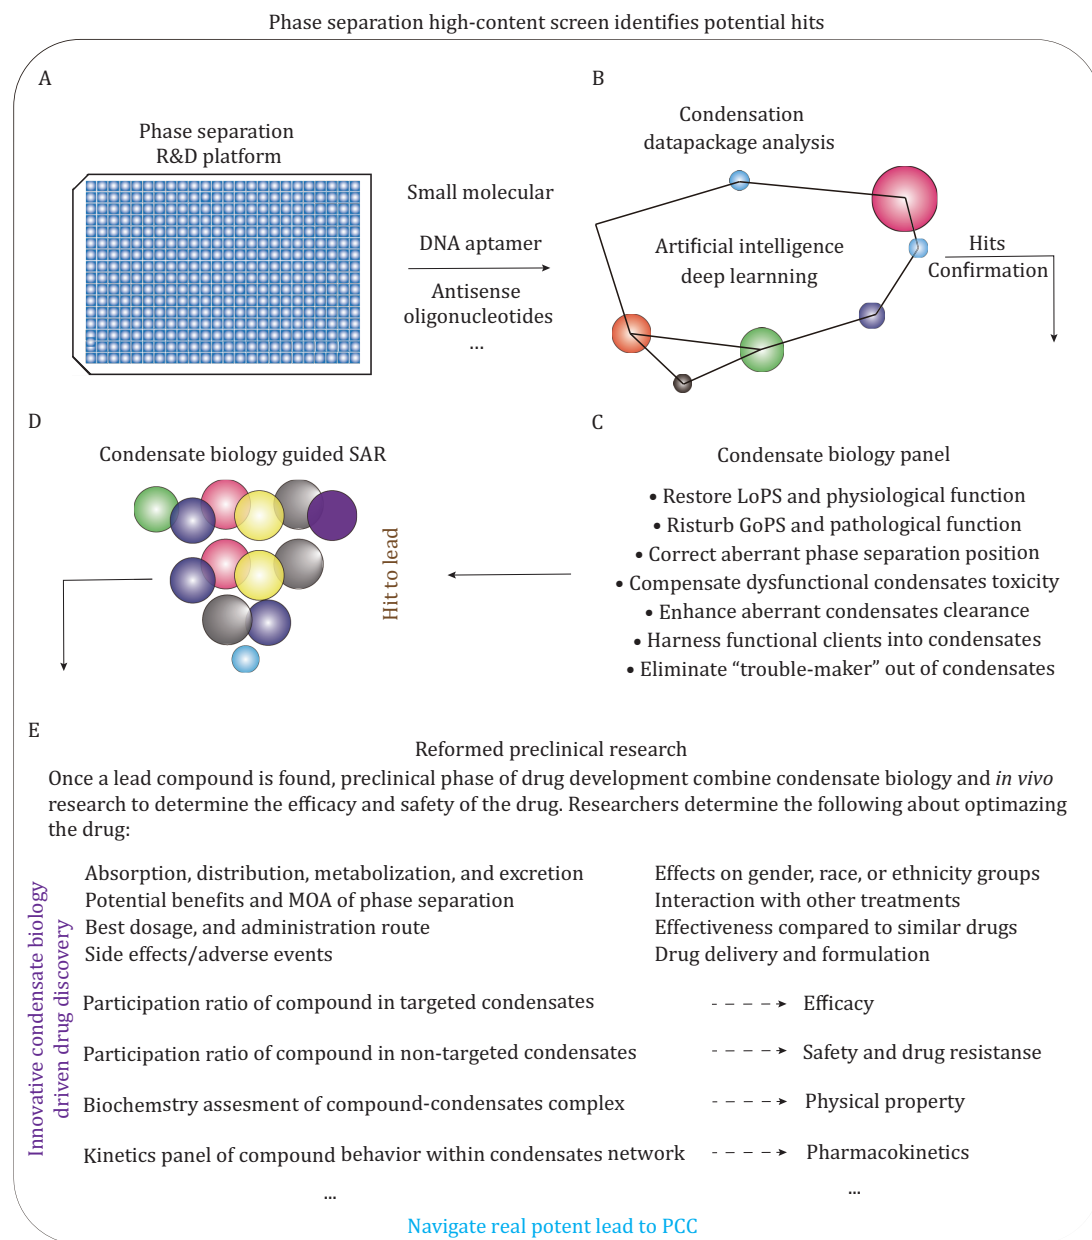 Phase separation high-content screen identifies potential hits
A
Phase separation
R&D platform
Small molecular
DNA aptamer
Antisense
oligonucleotides
...
B
Condensation
datapackage analysis
Artificial intelligence
deep learnning
Hits
Confirmation
C
Condensate biology panel
• Restore LoPS and physiological function
• Risturb GoPS and pathological function
• Correct aberrant phase separation position
• Compensate dysfunctional condensates toxicity
• Enhance aberrant condensates clearance
• Harness functional clients into condensates
• Eliminate “trouble-maker” out of condensates
D
Condensate biology guided SAR
Hit to lead
E
Reformed preclinical research
Once a lead compound is found, preclinical phase of drug development combine condensate biology and in vivo
research to determine the efficacy and safety of the drug. Researchers determine the following about optimazing
the drug:
Absorption, distribution, metabolization, and excretion
Potential benefits and MOA of phase separation
Best dosage, and administration route
Side effects/adverse events
Effects on gender, race, or ethnicity groups
Interaction with other treatments
Effectiveness compared to similar drugs
Drug delivery and formulation
Participation ratio of compound in targeted condensates
Efficacy
Participation ratio of compound in non-targeted condensates
Safety and drug resistanse
Biochemstry assesment of compound-condensates complex
Physical property
Kinetics panel of compound behavior within condensates network
Pharmacokinetics
...
...
Innovative condensate biology
driven drug discovery
Navigate real potent lead to PCC